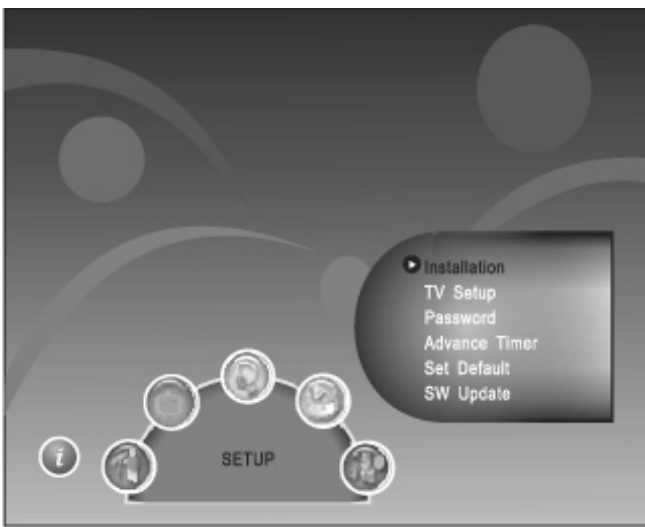 Installation
TV Setup
Password
Advance Timer
Set Default
SW Update
SETUP
i